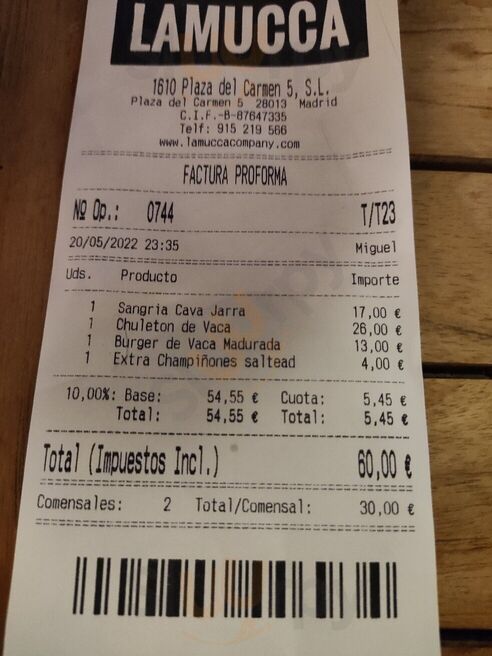 LAMUCCA
1610 Plaza del Carmen 5, S.L.
Plaza del Carmen 5 28013 Madrid
C.I.F.-B-87647335
Telf: 915 219 566
www.lamuccacompany.com
FACTURA PROFORMA
Nº Op.: 0744 T/T23
20/05/2022 23:35 Miguel
Uds. Producto Importe
1 Sangria Cava Jarra 17,00 €
1 Chuleton de Vaca 26,00 €
1 Burger de Vaca Madurada 13,00 €
1 Extra Champiñones saltead 4,00 €
10,00%: Base: 54,55 € Cuota: 5,45 €
Total: 54,55 € Total: 5,45 €
Total (Impuestos Incl.) 60,00 €
Comensales: 2 Total/Comensal: 30,00 €